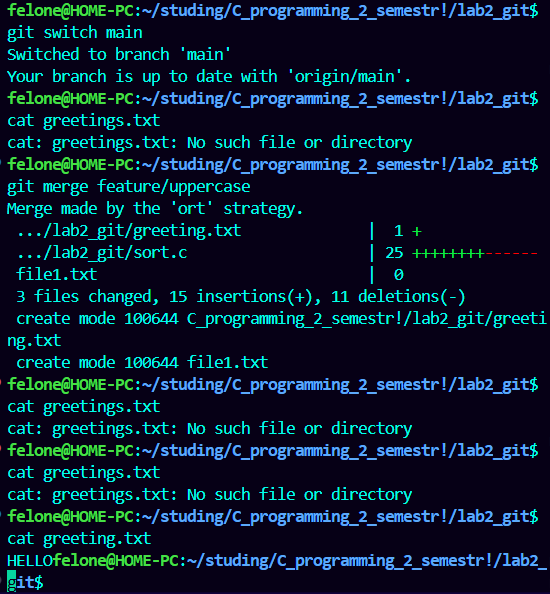 felone@HOME-PC:~/studing/C_programming_2_semestr!/lab2_git$
git switch main
Switched to branch 'main'
Your branch is up to date with 'origin/main'.
felone@HOME-PC:~/studing/C_programming_2_semestr!/lab2_git$
cat greetings.txt
cat: greetings.txt: No such file or directory
felone@HOME-PC:~/studing/C_programming_2_semestr!/lab2_git$
git merge feature/uppercase
Merge made by the 'ort' strategy.
 .../lab2_git/greeting.txt              |  1 +
 .../lab2_git/sort.c                    | 25 ++++++++------
 file1.txt                              |  0
 3 files changed, 15 insertions(+), 11 deletions(-)
 create mode 100644 C_programming_2_semestr!/lab2_git/greeti
ng.txt
 create mode 100644 file1.txt
felone@HOME-PC:~/studing/C_programming_2_semestr!/lab2_git$
cat greetings.txt
cat: greetings.txt: No such file or directory
felone@HOME-PC:~/studing/C_programming_2_semestr!/lab2_git$
cat greetings.txt
cat: greetings.txt: No such file or directory
felone@HOME-PC:~/studing/C_programming_2_semestr!/lab2_git$
cat greeting.txt
HELLOfelone@HOME-PC:~/studing/C_programming_2_semestr!/lab2_
git$